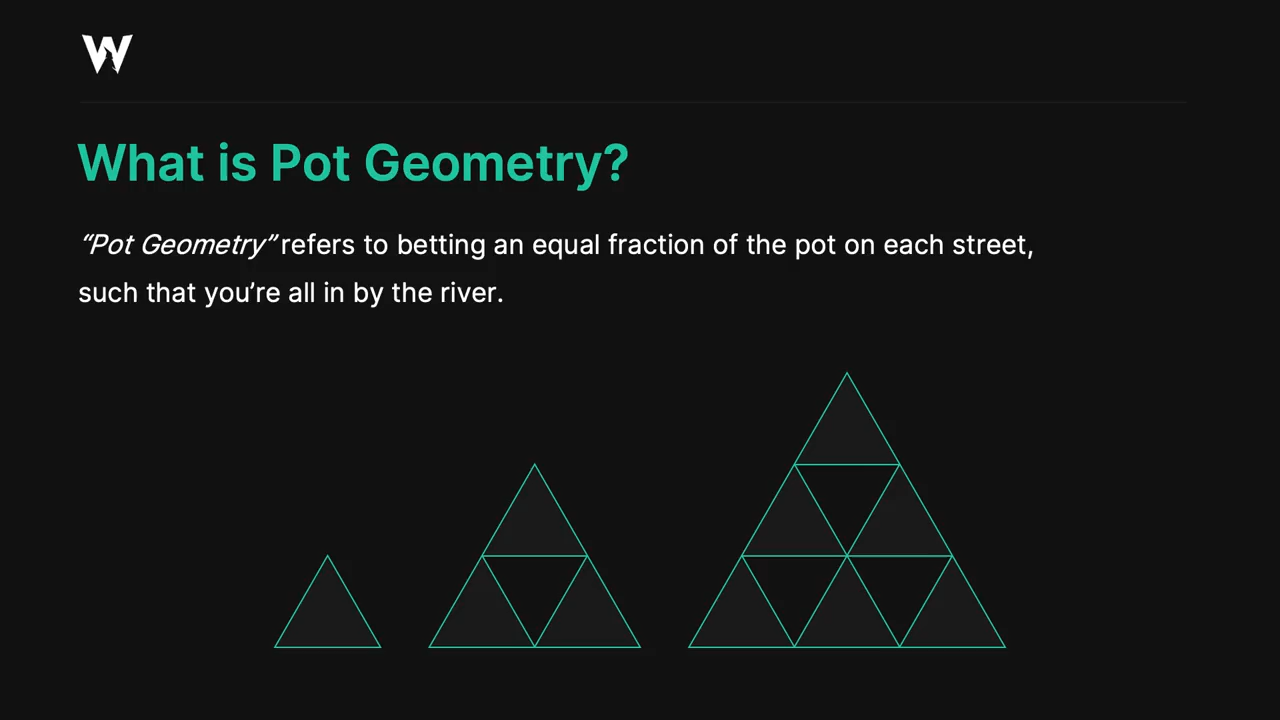 W
What is Pot Geometry?
“Pot Geometry” refers to betting an equal fraction of the pot on each street,
such that you’re all in by the river.